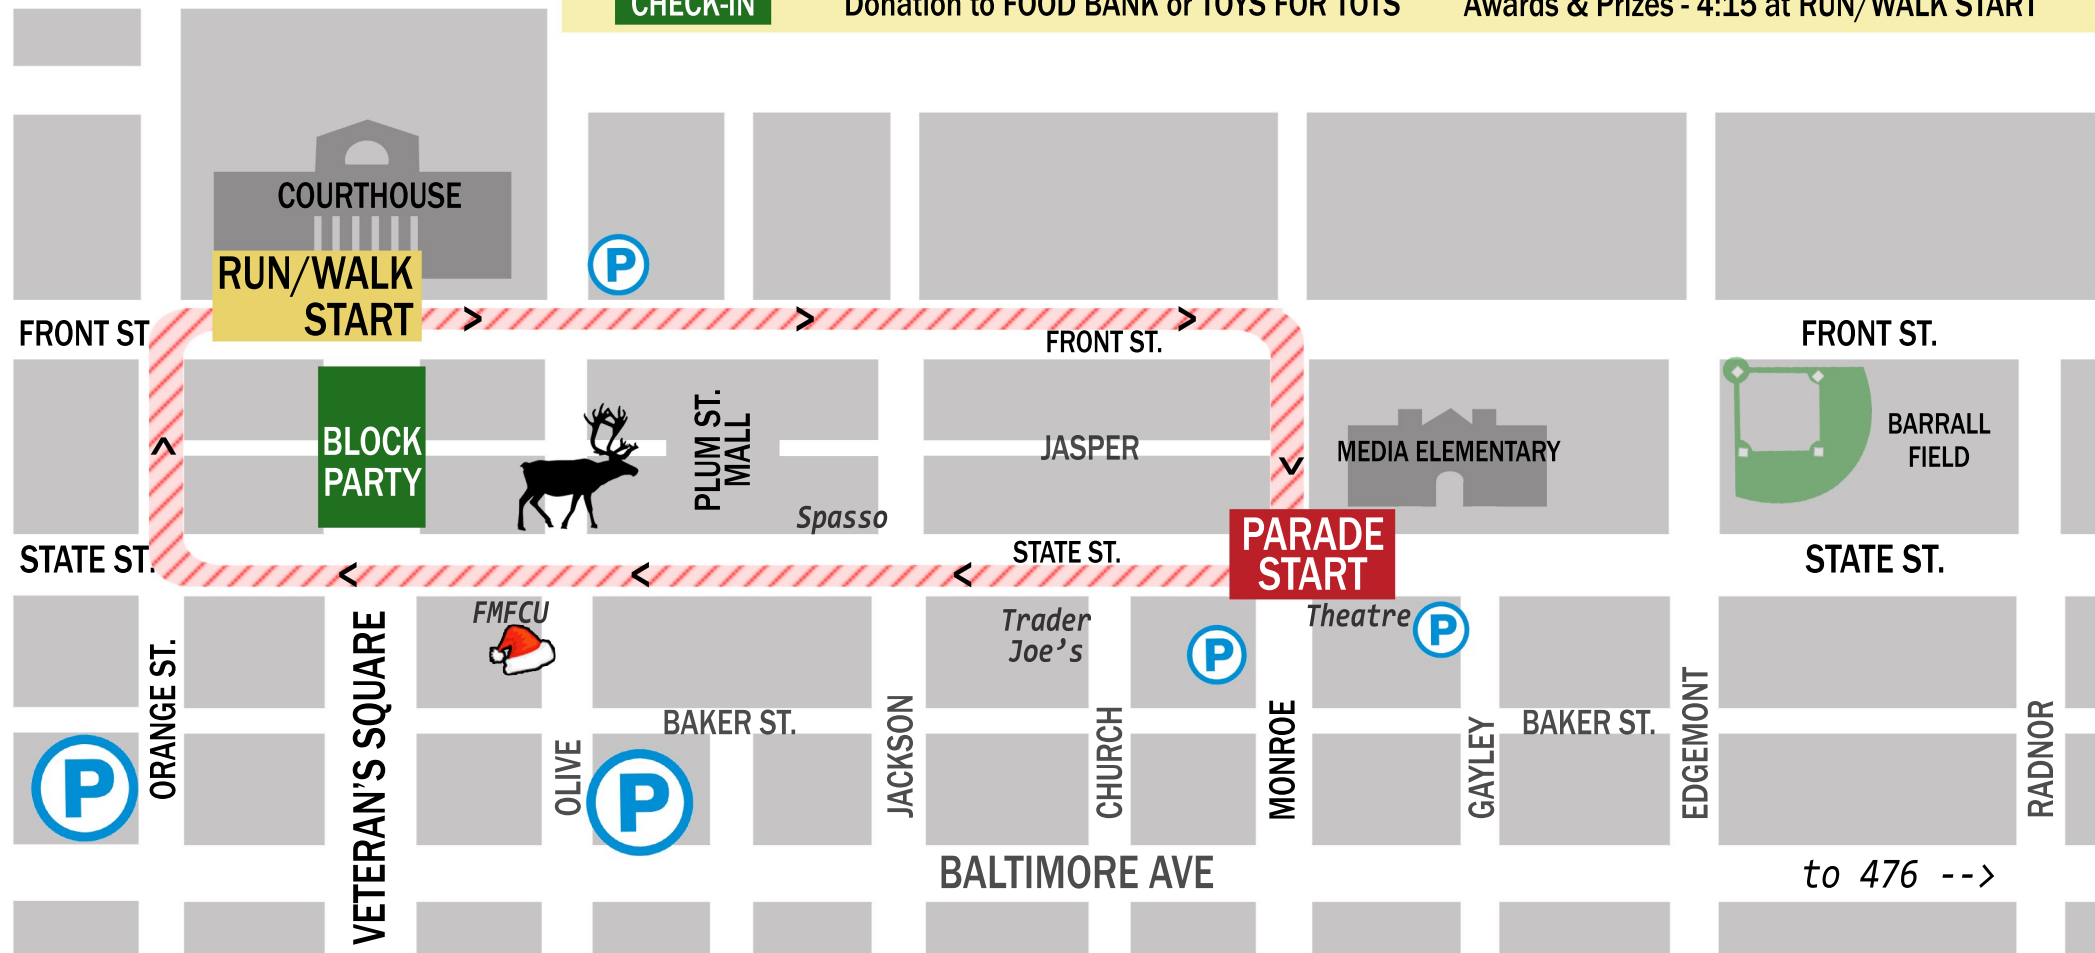 CHECK-IN
Donation to FOOD BANK or TOYS FOR TOTS
Awards & Prizes - 4:15 at RUN/WALK START
COURTHOUSE
RUN/WALK
START
P
FRONT ST.
FRONT ST
FRONT ST.
BLOCK
PARTY
PLUM ST.
MALL
JASPER
MEDIA ELEMENTARY
BARRALL
FIELD
Spasso
PARADE
START
STATE ST.
STATE ST.
STATE ST.
FMFCU
Trader
Joe's
Theatre
P
P
ORANGE ST.
VETERAN'S SQUARE
OLIVE
BAKER ST.
JACKSON
CHURCH
MONROE
GAYLEY
BAKER ST.
EDGEMONT
RADNOR
P
P
BALTIMORE AVE
to 476 -->